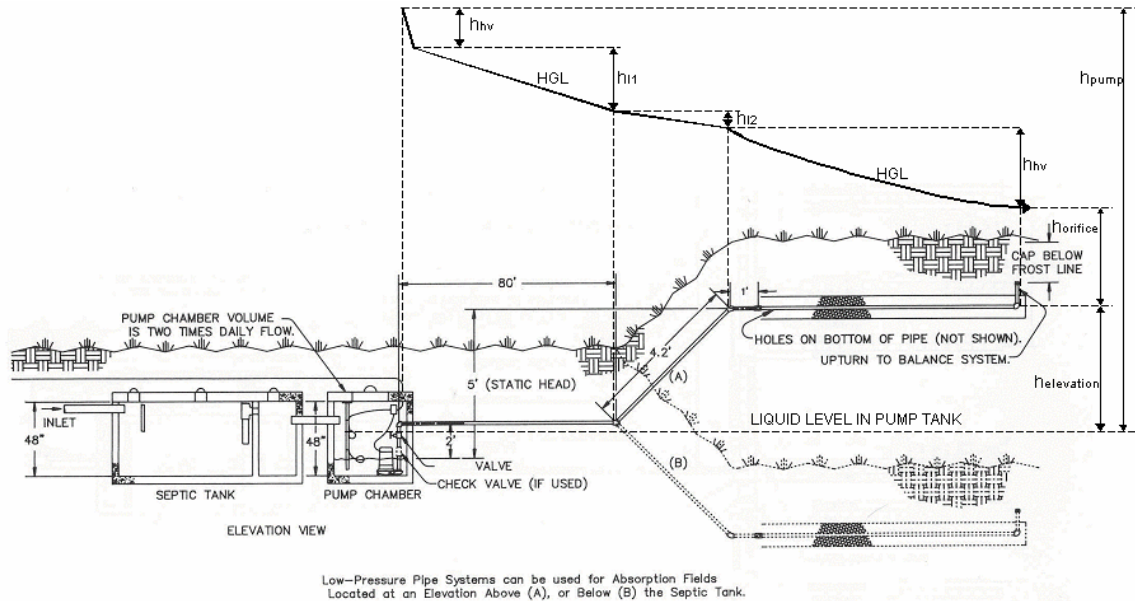 hhv
HGL
hl1
hpump
hl2
HGL
hhv
horifice
CAP BELOW
FROST LINE
80'
1'
PUMP CHAMBER VOLUME
IS TWO TIMES DAILY FLOW.
HOLES ON BOTTOM OF PIPE (NOT SHOWN).
UPTURN TO BALANCE SYSTEM.
4.2'
(A)
5' (STATIC HEAD)
helevation
INLET
48"
48"
2'
LIQUID LEVEL IN PUMP TANK
(B)
VALVE
CHECK VALVE (IF USED)
SEPTIC TANK
PUMP CHAMBER
ELEVATION VIEW
Low-Pressure Pipe Systems can be used for Absorption Fields
Located at an Elevation Above (A), or Below (B) the Septic Tank.